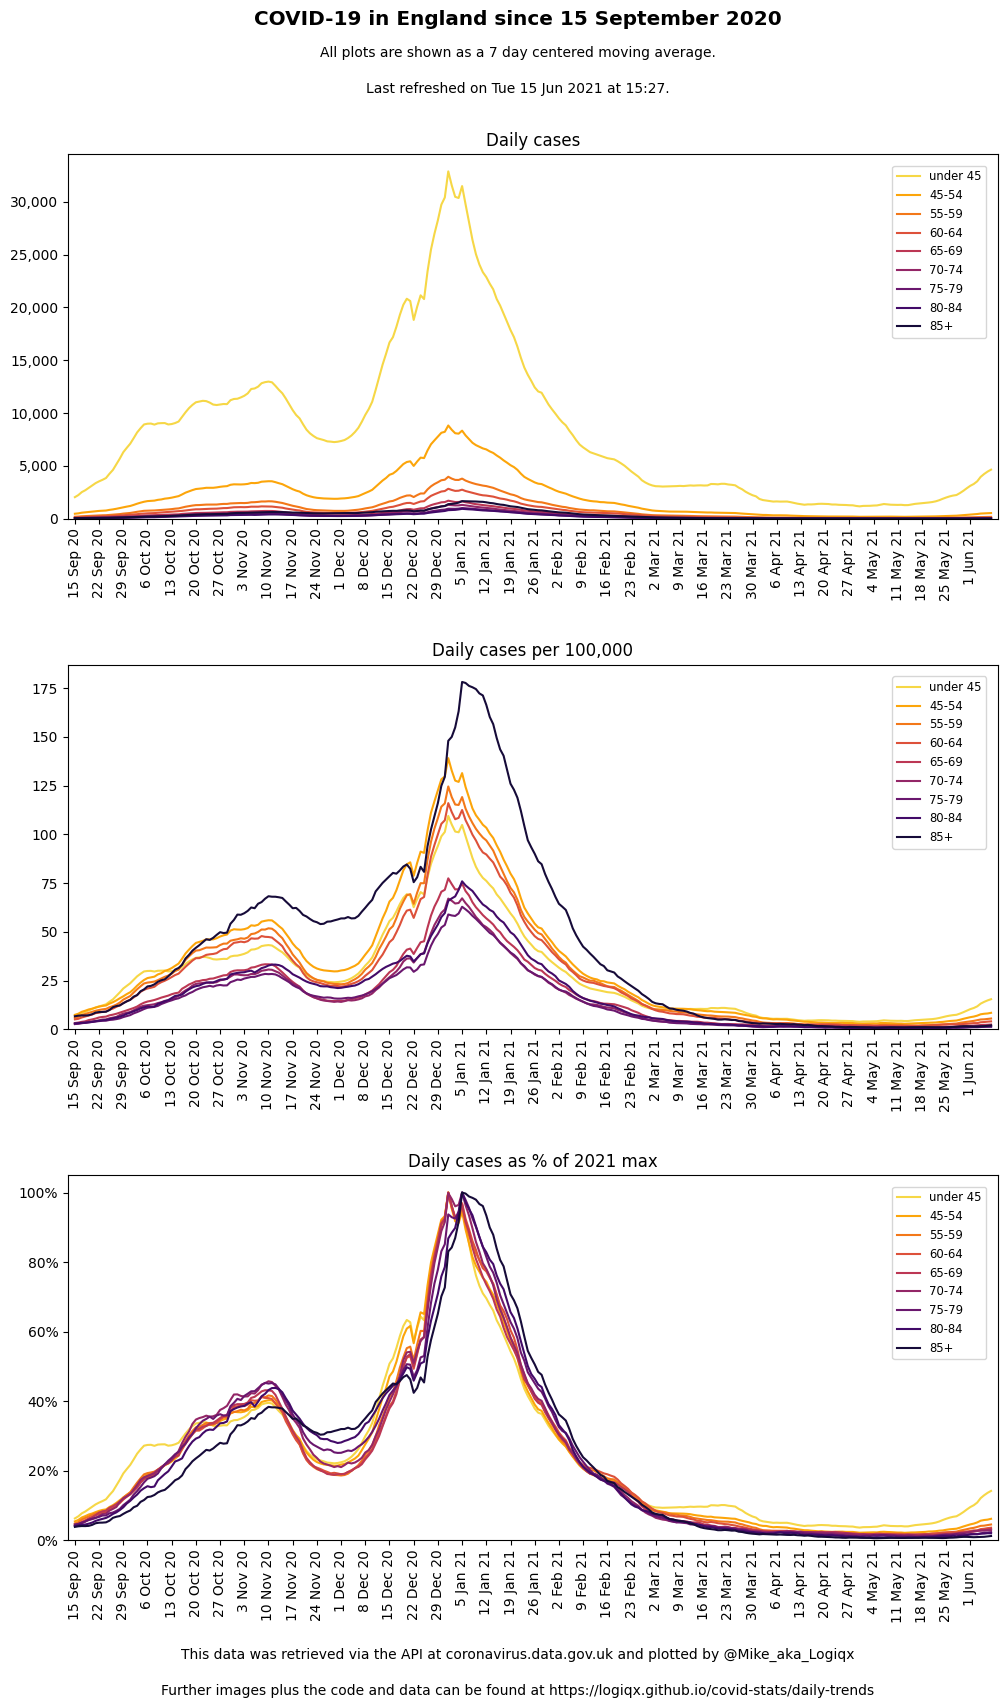 COVID-19 in England since 15 September 2020
All plots are shown as a 7 day centered moving average.
Last refreshed on Tue 15 Jun 2021 at 15:27.
Daily cases
30,000
25,000
20,000
15,000
10,000
5,000
0
under 45
45-54
55-59
60-64
65-69
70-74
75-79
80-84
85+
15 Sep 20
22 Sep 20
29 Sep 20
6 Oct 20
13 Oct 20
20 Oct 20
27 Oct 20
3 Nov 20
10 Nov 20
17 Nov 20
24 Nov 20
1 Dec 20
8 Dec 20
15 Dec 20
22 Dec 20
29 Dec 20
5 Jan 21
12 Jan 21
19 Jan 21
26 Jan 21
2 Feb 21
9 Feb 21
16 Feb 21
23 Feb 21
2 Mar 21
9 Mar 21
16 Mar 21
23 Mar 21
30 Mar 21
6 Apr 21
13 Apr 21
20 Apr 21
27 Apr 21
4 May 21
11 May 21
18 May 21
25 May 21
1 Jun 21
Daily cases per 100,000
175
150
125
100
75
50
25
0
under 45
45-54
55-59
60-64
65-69
70-74
75-79
80-84
85+
15 Sep 20
22 Sep 20
29 Sep 20
6 Oct 20
13 Oct 20
20 Oct 20
27 Oct 20
3 Nov 20
10 Nov 20
17 Nov 20
24 Nov 20
1 Dec 20
8 Dec 20
15 Dec 20
22 Dec 20
29 Dec 20
5 Jan 21
12 Jan 21
19 Jan 21
26 Jan 21
2 Feb 21
9 Feb 21
16 Feb 21
23 Feb 21
2 Mar 21
9 Mar 21
16 Mar 21
23 Mar 21
30 Mar 21
6 Apr 21
13 Apr 21
20 Apr 21
27 Apr 21
4 May 21
11 May 21
18 May 21
25 May 21
1 Jun 21
Daily cases as % of 2021 max
100%
80%
60%
40%
20%
0%
under 45
45-54
55-59
60-64
65-69
70-74
75-79
80-84
85+
15 Sep 20
22 Sep 20
29 Sep 20
6 Oct 20
13 Oct 20
20 Oct 20
27 Oct 20
3 Nov 20
10 Nov 20
17 Nov 20
24 Nov 20
1 Dec 20
8 Dec 20
15 Dec 20
22 Dec 20
29 Dec 20
5 Jan 21
12 Jan 21
19 Jan 21
26 Jan 21
2 Feb 21
9 Feb 21
16 Feb 21
23 Feb 21
2 Mar 21
9 Mar 21
16 Mar 21
23 Mar 21
30 Mar 21
6 Apr 21
13 Apr 21
20 Apr 21
27 Apr 21
4 May 21
11 May 21
18 May 21
25 May 21
1 Jun 21
This data was retrieved via the API at coronavirus.data.gov.uk and plotted by @Mike_aka_Logiqx
Further images plus the code and data can be found at https://logiqx.github.io/covid-stats/daily-trends